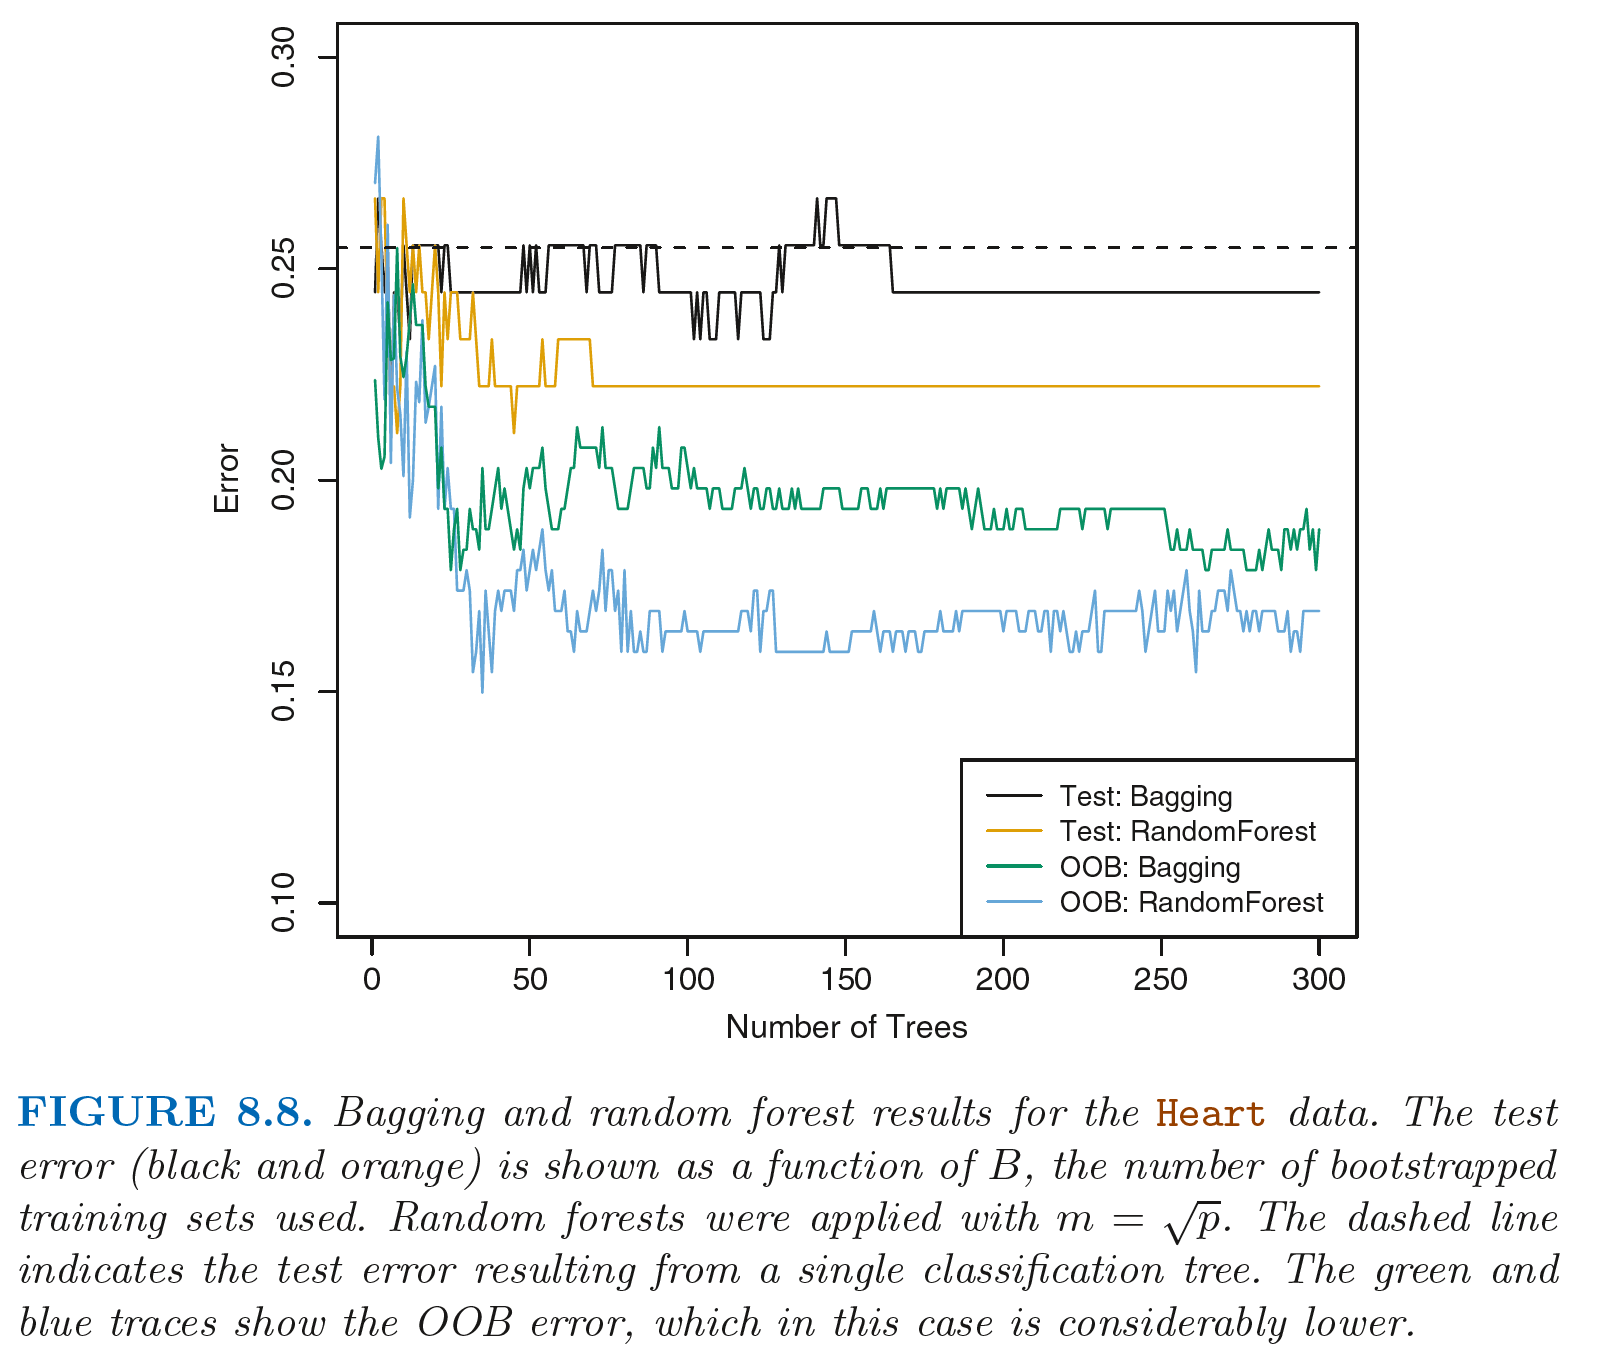 0.30
0.25
0.20
0.15
0.10
Error
Test: Bagging
Test: RandomForest
OOB: Bagging
OOB: RandomForest
0 50 100 150 200 250 300
Number of Trees
FIGURE 8.8. Bagging and random forest results for the Heart data. The test
error (black and orange) is shown as a function of B, the number of bootstrapped
training sets used. Random forests were applied with m = √p. The dashed line
indicates the test error resulting from a single classification tree. The green and
blue traces show the OOB error, which in this case is considerably lower.